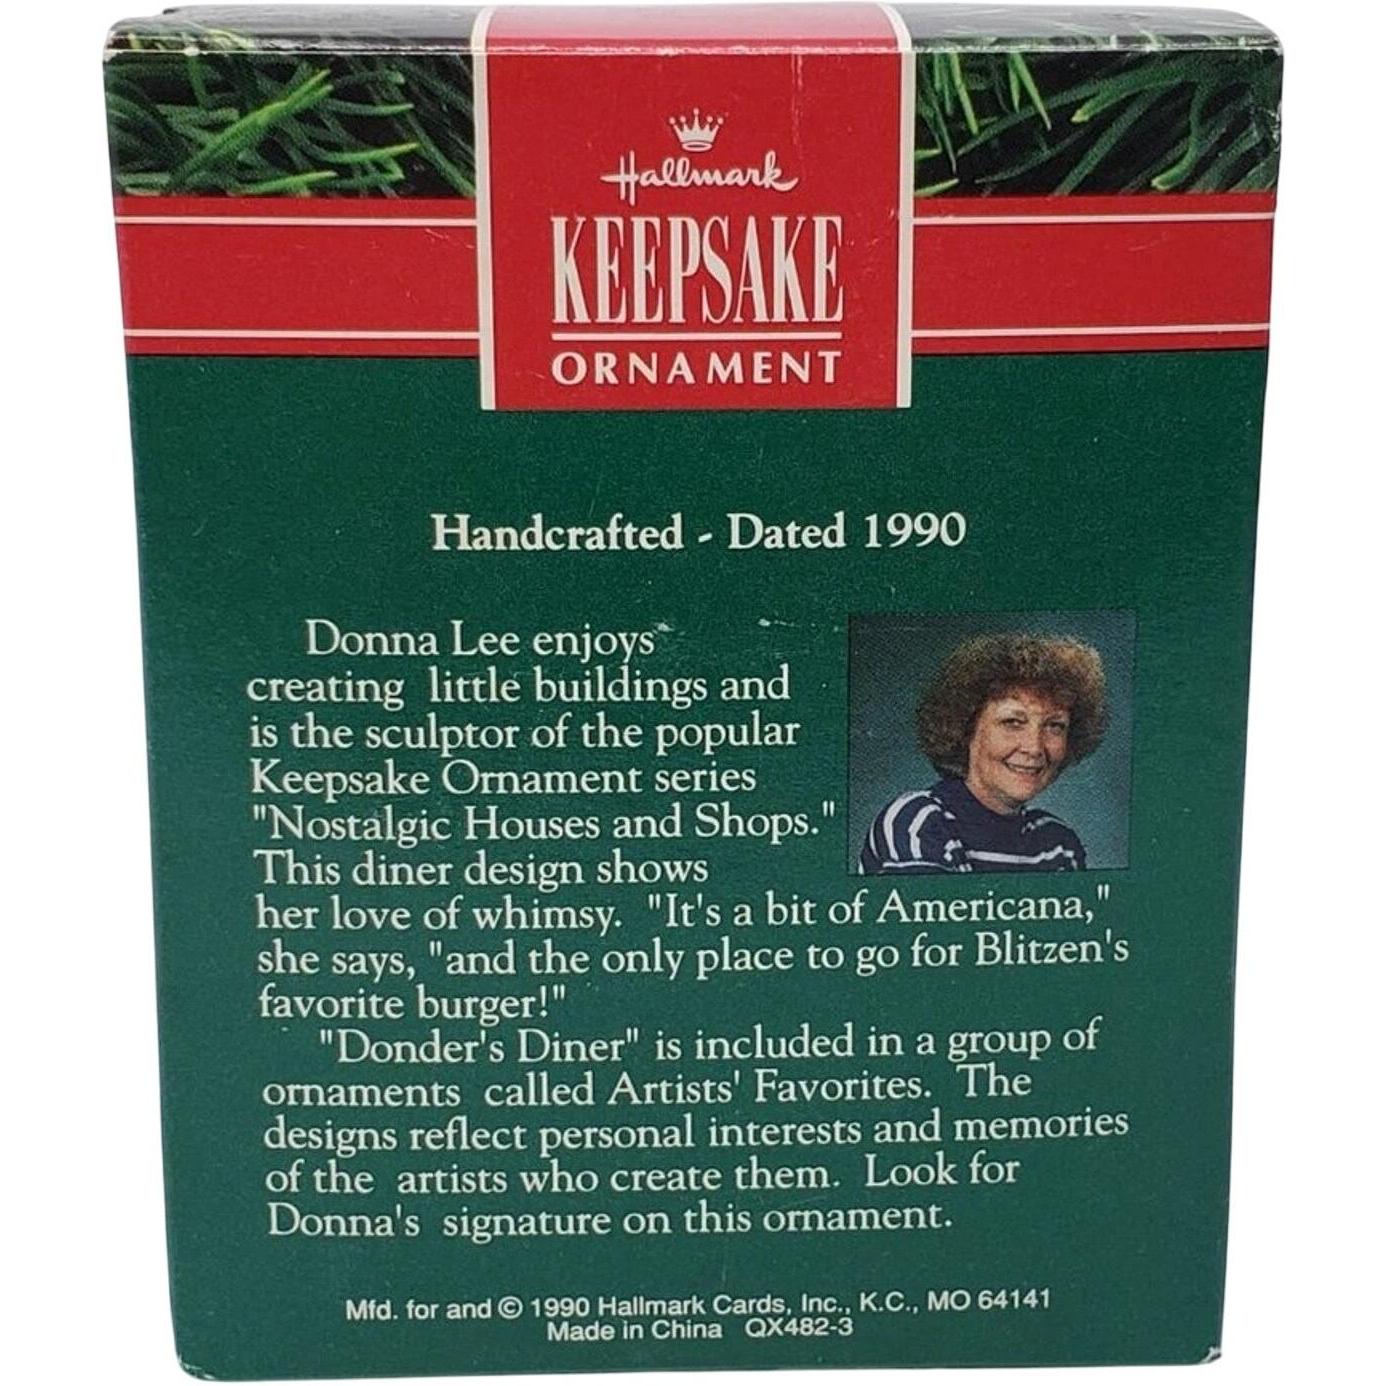 Hallmark
KEEPSAKE
ORNAMENT
Handcrafted - Dated 1990
Donna Lee enjoys
creating little buildings and
is the sculptor of the popular
Keepsake Ornament series
"Nostalgic Houses and Shops."
This diner design shows
her love of whimsy. "It's a bit of Americana,"
she says, "and the only place to go for Blitzen's
favorite burger!"
"Donder's Diner" is included in a group of
ornaments called Artists' Favorites. The
designs reflect personal interests and memories
of the artists who create them. Look for
Donna's signature on this ornament.
Mfd. for and © 1990 Hallmark Cards, Inc., K.C., MO 64141
Made in China QX482-3